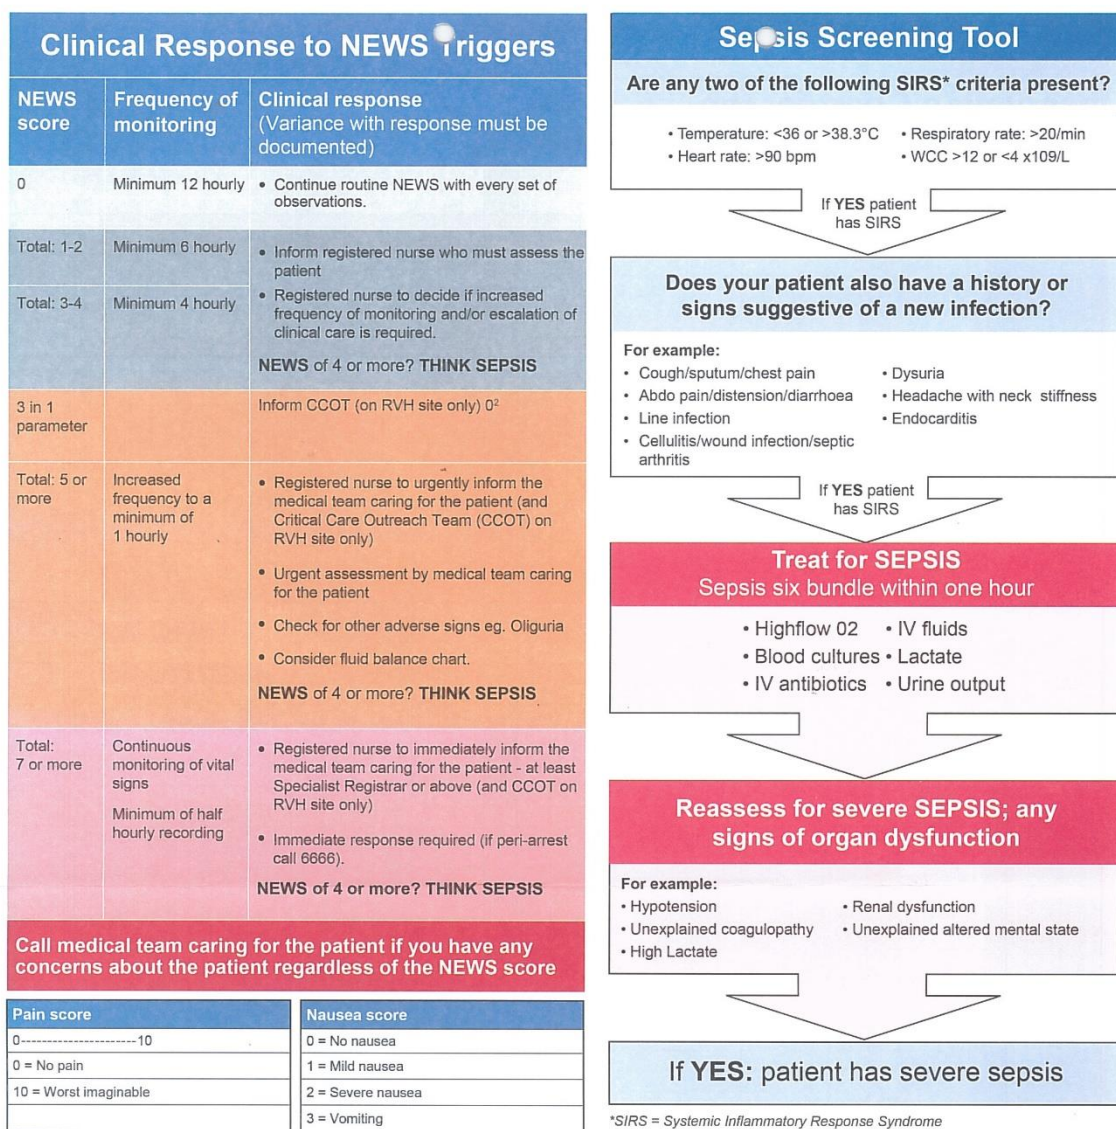 Clinical Response to NEWS Triggers
NEWS
score
Frequency of
monitoring
Clinical response
(Variance with response must be
documented)
0
Minimum 12 hourly
• Continue routine NEWS with every set of
observations.
Total: 1-2
Minimum 6 hourly
• Inform registered nurse who must assess the
patient
Total: 3-4
Minimum 4 hourly
• Registered nurse to decide if increased
frequency of monitoring and/or escalation of
clinical care is required.
NEWS of 4 or more? THINK SEPSIS
3 in 1
parameter
Inform CCOT (on RVH site only) 0²
Total: 5 or
more
Increased
frequency to a
minimum of
1 hourly
• Registered nurse to urgently inform the
medical team caring for the patient (and
Critical Care Outreach Team (CCOT) on
RVH site only)
• Urgent assessment by medical team caring
for the patient
• Check for other adverse signs eg. Oliguria
• Consider fluid balance chart.
NEWS of 4 or more? THINK SEPSIS
Total:
7 or more
Continuous
monitoring of vital
signs
Minimum of half
hourly recording
• Registered nurse to immediately inform the
medical team caring for the patient - at least
Specialist Registrar or above (and CCOT on
RVH site only)
• Immediate response required (if peri-arrest
call 6666).
NEWS of 4 or more? THINK SEPSIS
Call medical team caring for the patient if you have any
concerns about the patient regardless of the NEWS score
Pain score
0----------------------10
0 = No pain
10 = Worst imaginable
Nausea score
0 = No nausea
1 = Mild nausea
2 = Severe nausea
3 = Vomiting
Sepsis Screening Tool
Are any two of the following SIRS* criteria present?
• Temperature: <36 or >38.3°C
• Heart rate: >90 bpm
• Respiratory rate: >20/min
• WCC >12 or <4 x109/L
If YES patient
has SIRS
Does your patient also have a history or
signs suggestive of a new infection?
For example:
• Cough/sputum/chest pain
• Abdo pain/distension/diarrhoea
• Line infection
• Cellulitis/wound infection/septic
arthritis
• Dysuria
• Headache with neck stiffness
• Endocarditis
If YES patient
has SIRS
Treat for SEPSIS
Sepsis six bundle within one hour
• Highflow 02
• Blood cultures
• IV antibiotics
• IV fluids
• Lactate
• Urine output
Reassess for severe SEPSIS; any
signs of organ dysfunction
For example:
• Hypotension
• Unexplained coagulopathy
• High Lactate
• Renal dysfunction
• Unexplained altered mental state
If YES: patient has severe sepsis
*SIRS = Systemic Inflammatory Response Syndrome